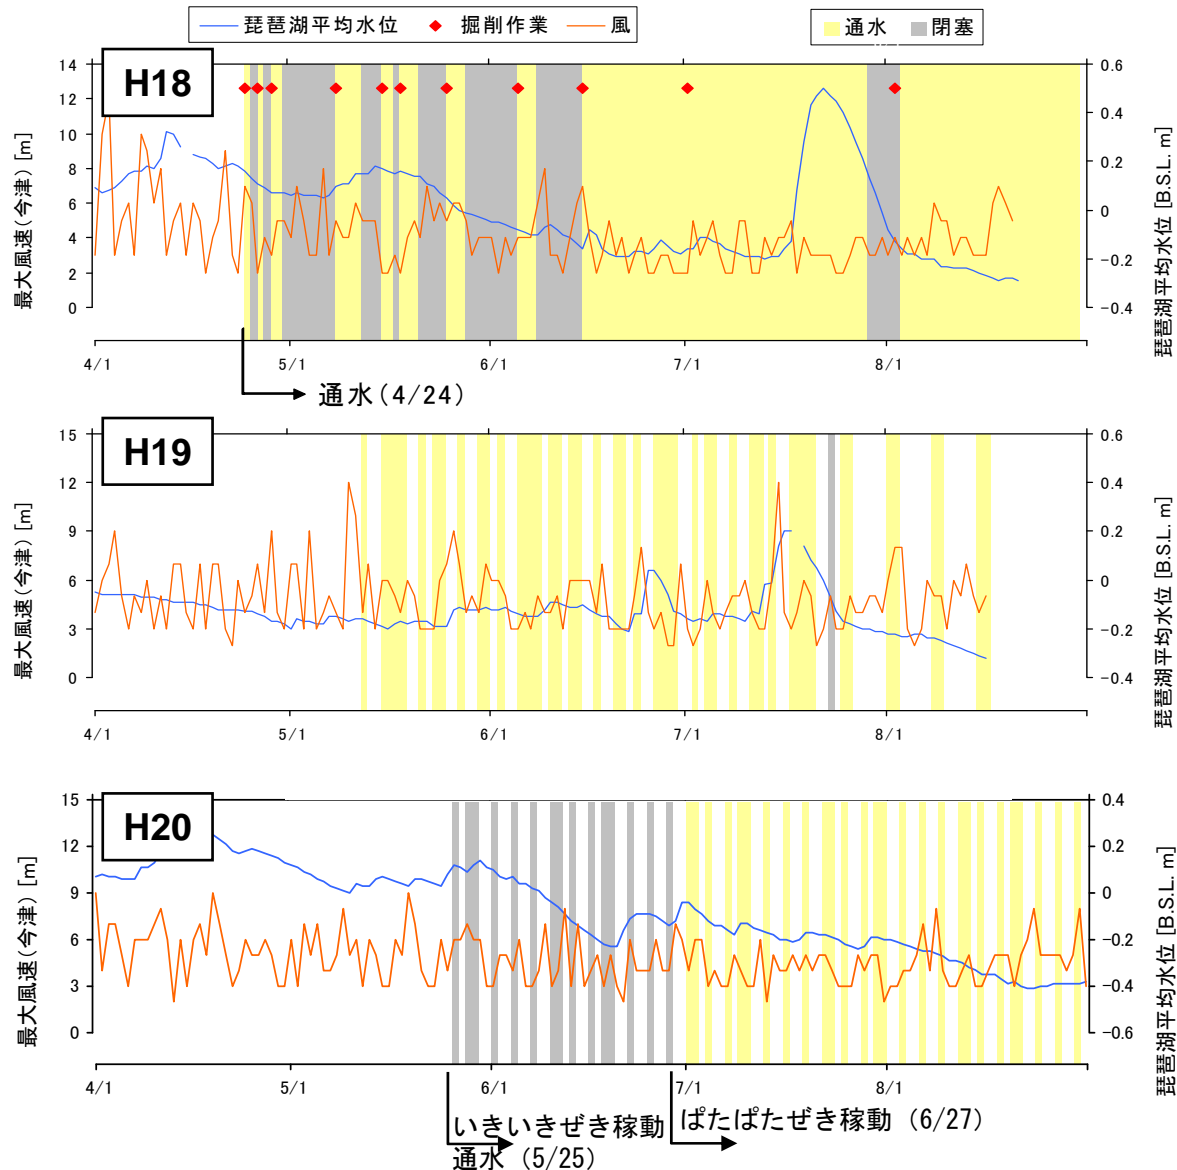 琵琶湖平均水位 掘削作業 風
通水 閉塞
H18
最大風速(今津) [m]
14
12
10
8
6
4
2
0
0.6
0.4
0.2
0
-0.2
-0.4
琵琶湖平均水位 [B.S.L. m]
4/1 5/1 6/1 7/1 8/1
通水(4/24)
H19
最大風速(今津) [m]
15
12
9
6
3
0
0.6
0.4
0.2
0
-0.2
-0.4
琵琶湖平均水位 [B.S.L. m]
4/1 5/1 6/1 7/1 8/1
H20
最大風速(今津) [m]
15
12
9
6
3
0
0.4
0.2
0
-0.2
-0.4
-0.6
琵琶湖平均水位 [B.S.L. m]
4/1 5/1 6/1 7/1 8/1
いきいきぜき稼動
通水 (5/25)
ぱたぱたぜき稼動 (6/27)